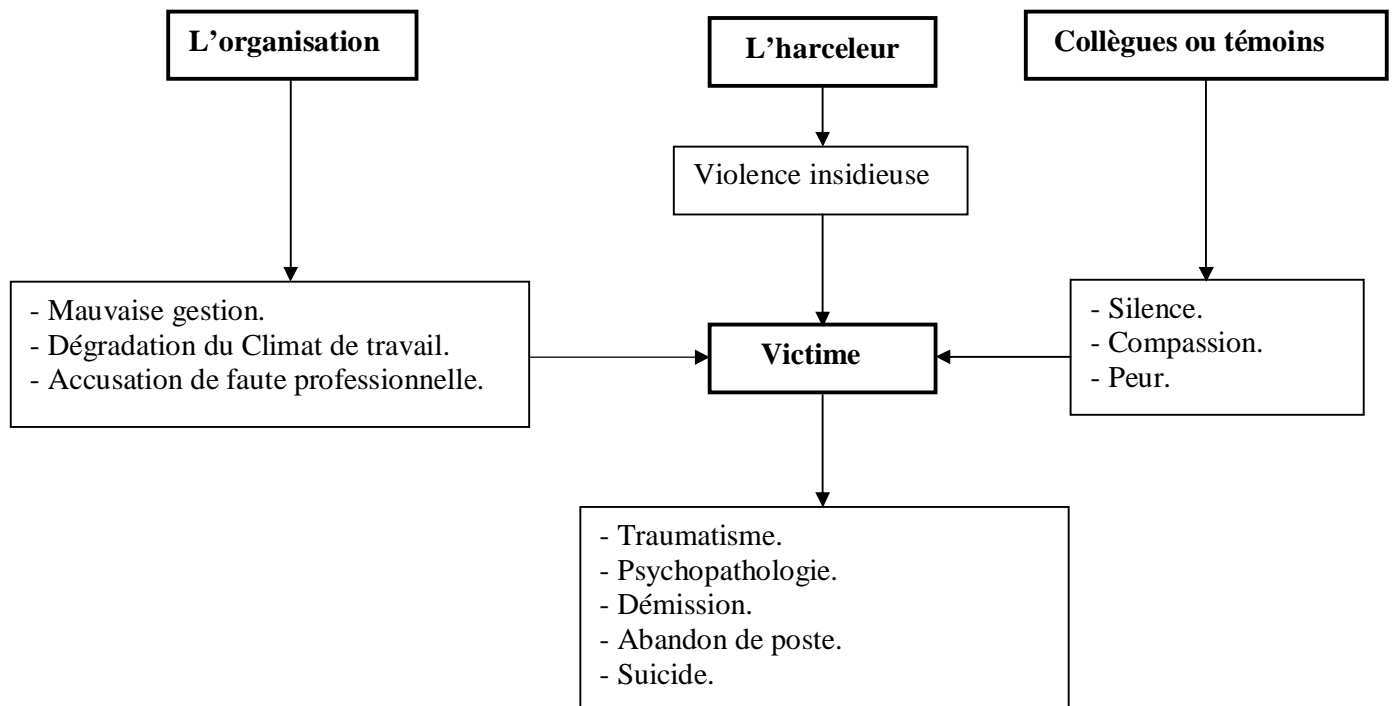 L’organisation
L’harceleur
Collègues ou témoins
Violence insidieuse
- Mauvaise gestion.
- Dégradation du Climat de travail.
- Accusation de faute professionnelle.
Victime
- Silence.
- Compassion.
- Peur.
- Traumatisme.
- Psychopathologie.
- Démission.
- Abandon de poste.
- Suicide.